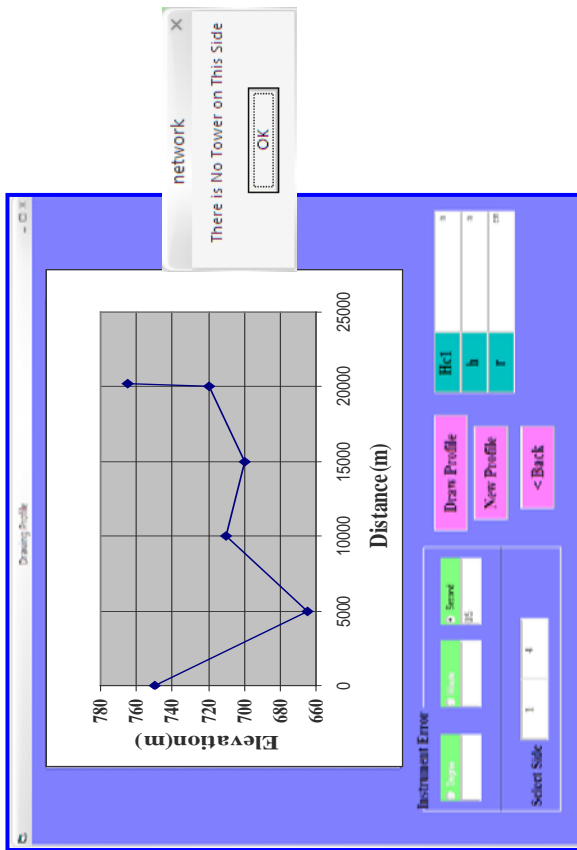 Drawing Profile
network
There is No Tower on This Side
OK
Elevation(m)
780
760
740
720
700
680
660
0
5000
10000
15000
20000
25000
Distance(m)
Instrument Error
Degree
Minute
Second
Select Side
1
4
Draw Profile
New Profile
< Back
Hc1
h
r